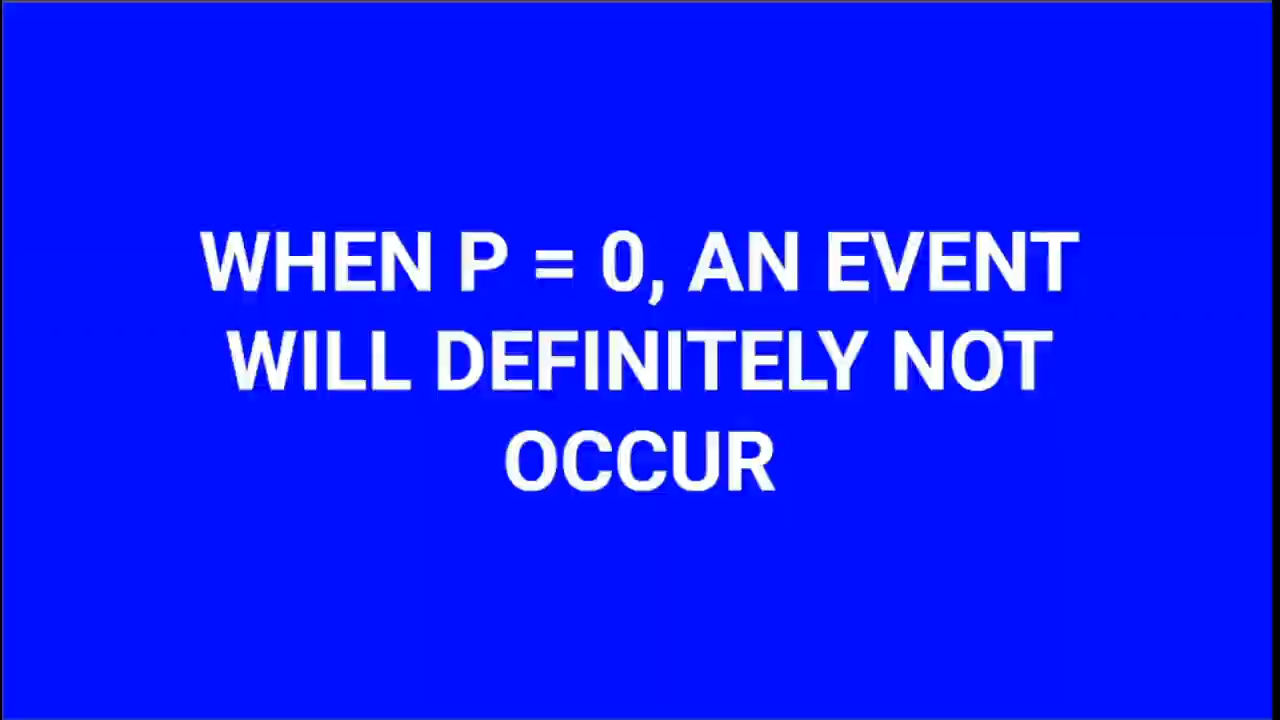 WHEN P = 0, AN EVENT
WILL DEFINITELY NOT
OCCUR